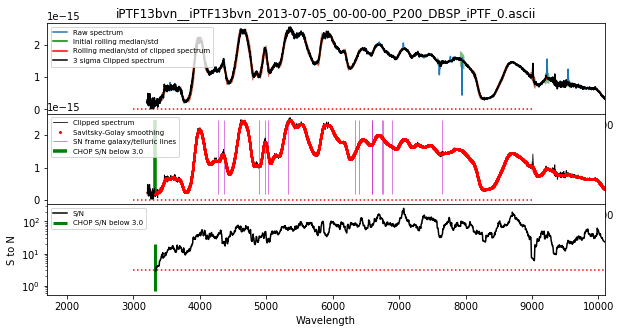 iPTF13bvn__iPTF13bvn_2013-07-05_00-00-00_P200_DBSP_iPTF_0.ascii
1e−15
Raw spectrum
Initial rolling median/std
Rolling median/std of clipped spectrum
3 sigma Clipped spectrum
2
1
0
1e−15
Clipped spectrum
Savitsky-Golay smoothing
SN frame galaxy/telluric lines
CHOP S/N below 3.0
2
1
0
S/N
CHOP S/N below 3.0
S to N
10²
10¹
10⁰
2000 3000 4000 5000 6000 7000 8000 9000 10000
Wavelength